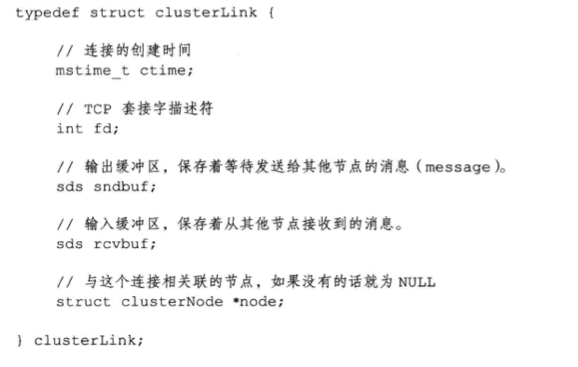 typedef struct clusterLink {
// 连接的创建时间
mstime_t ctime;
// TCP 套接字描述符
int fd;
// 输出缓冲区，保存着等待发送给其他节点的消息（message）。
sds sndbuf;
// 输入缓冲区，保存着从其他节点接收到的消息。
sds rcvbuf;
// 与这个连接相关联的节点，如果没有的话就为 NULL
struct clusterNode *node;
} clusterLink;